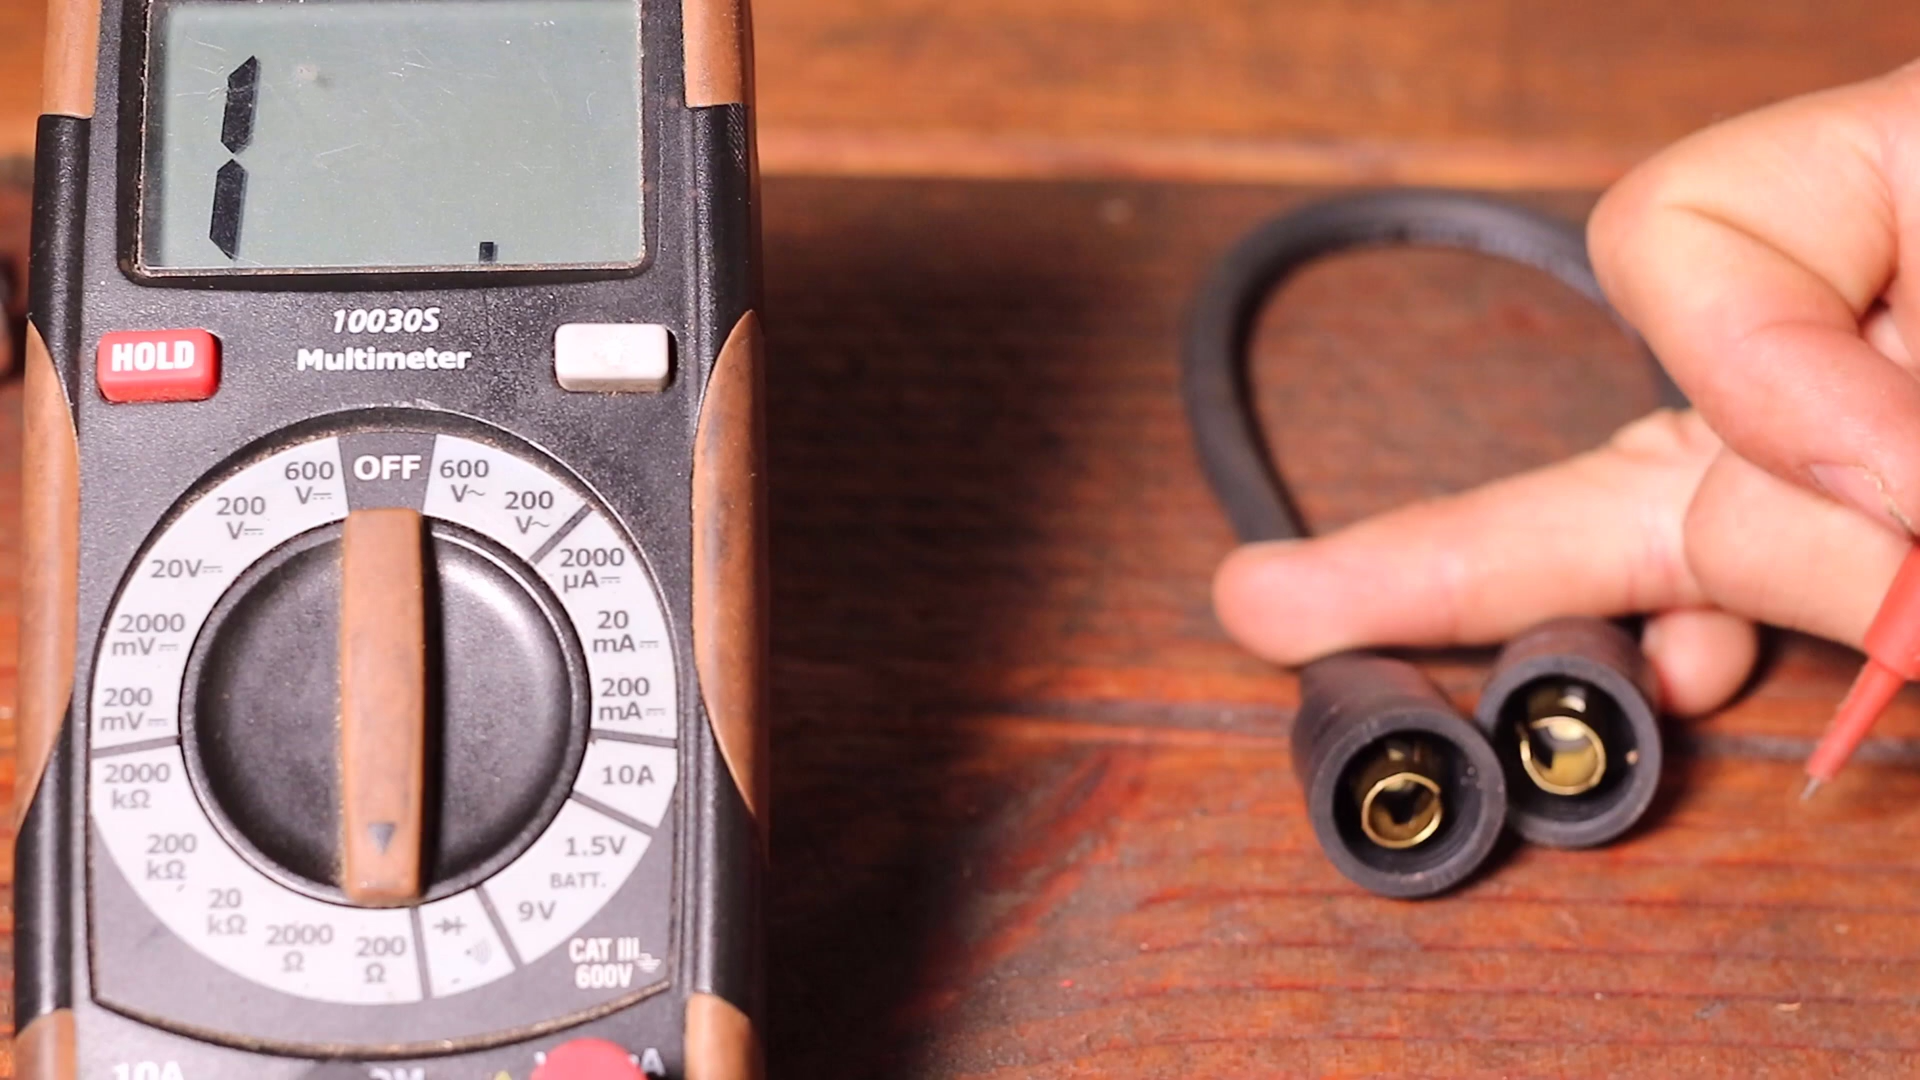 1 .
10030S
HOLD
Multimeter
OFF
600
V⎓
600
V~
200
V⎓
200
V~
20V⎓
2000
µA⎓
2000
mV⎓
20
mA⎓
200
mV⎓
200
mA⎓
2000
kΩ
10A
200
kΩ
1.5V
BATT.
20
kΩ
9V
2000
Ω
200
Ω
CAT III
600V
10A